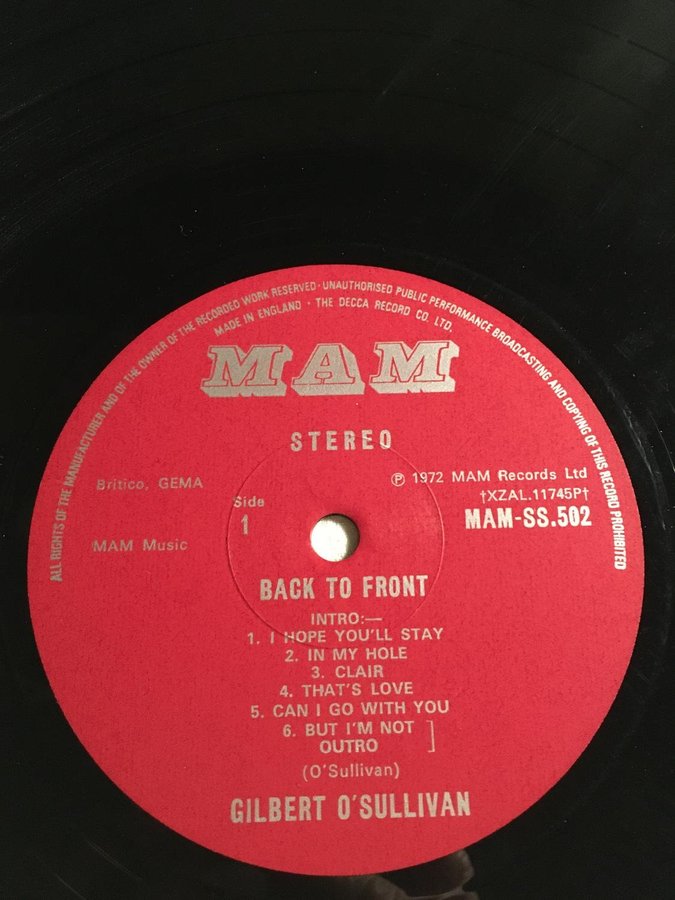 ALL RIGHTS OF THE MANUFACTURER AND OF THE OWNER OF THE RECORDED WORK RESERVED · UNAUTHORISED PUBLIC PERFORMANCE BROADCASTING AND COPYING OF THIS RECORD PROHIBITED
MADE IN ENGLAND · THE DECCA RECORD CO. LTD.
MAM
STEREO
Britico, GEMA
℗ 1972 MAM Records Ltd
Side
†XZAL.11745P†
1
MAM-SS.502
MAM Music
BACK TO FRONT
INTRO:—
1. I HOPE YOU'LL STAY
2. IN MY HOLE
3. CLAIR
4. THAT'S LOVE
5. CAN I GO WITH YOU
6. BUT I'M NOT ]
OUTRO
(O'Sullivan)
GILBERT O'SULLIVAN